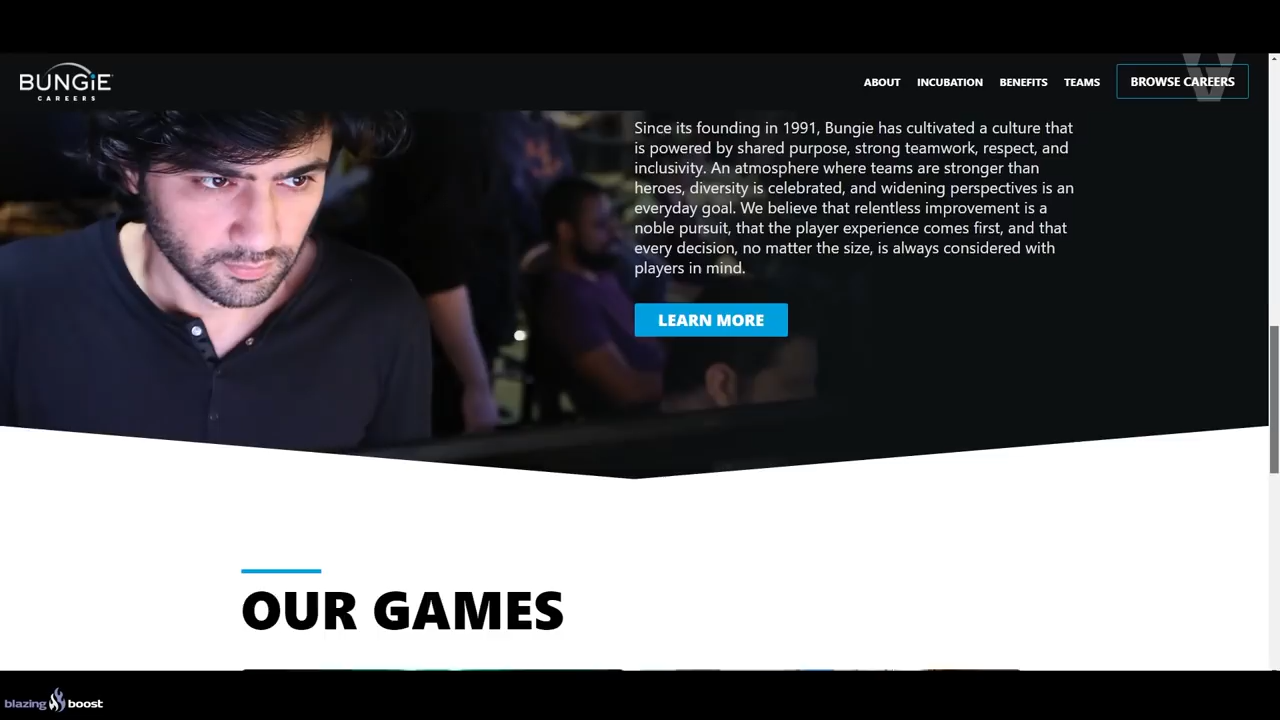 BUNGiE
CAREERS
ABOUT
INCUBATION
BENEFITS
TEAMS
BROWSE CAREERS
Since its founding in 1991, Bungie has cultivated a culture that
is powered by shared purpose, strong teamwork, respect, and
inclusivity. An atmosphere where teams are stronger than
heroes, diversity is celebrated, and widening perspectives is an
everyday goal. We believe that relentless improvement is a
noble pursuit, that the player experience comes first, and that
every decision, no matter the size, is always considered with
players in mind.
LEARN MORE
OUR GAMES
blazing boost